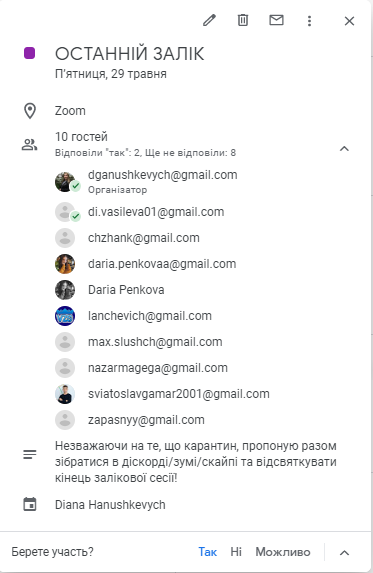 ОСТАННІЙ ЗАЛІК
П'ятниця, 29 травня
Zoom
10 гостей
Відповіли "так": 2, Ще не відповіли: 8
dganushkevych@gmail.com
Організатор
di.vasileva01@gmail.com
chzhank@gmail.com
daria.penkovaa@gmail.com
Daria Penkova
lanchevich@gmail.com
max.slushch@gmail.com
nazarmagega@gmail.com
sviatoslavgamar2001@gmail.com
zapasnyy@gmail.com
Незважаючи на те, що карантин, пропоную разом
зібратися в діскорді/зумі/скайпі та відсвяткувати
кінець залікової сесії!
Diana Hanushkevych
Берете участь? Так Ні Можливо